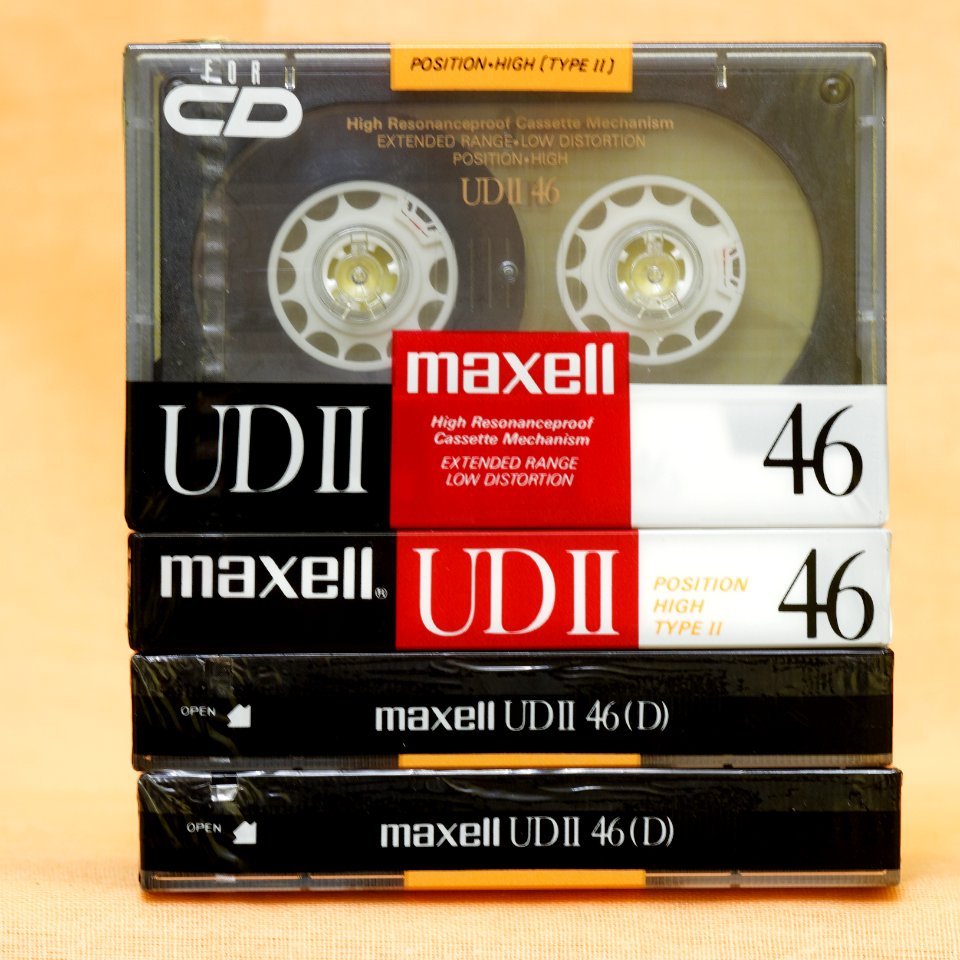 POSITION•HIGH [TYPE II]
FOR
CD
High Resonanceproof Cassette Mechanism
EXTENDED RANGE•LOW DISTORTION
POSITION•HIGH
UD II 46
maxell
High Resonanceproof
Cassette Mechanism
EXTENDED RANGE
LOW DISTORTION
UD II
46
maxell®
UD II
POSITION
HIGH
TYPE II
46
OPEN
maxell UD II 46 (D)
OPEN
maxell UD II 46 (D)